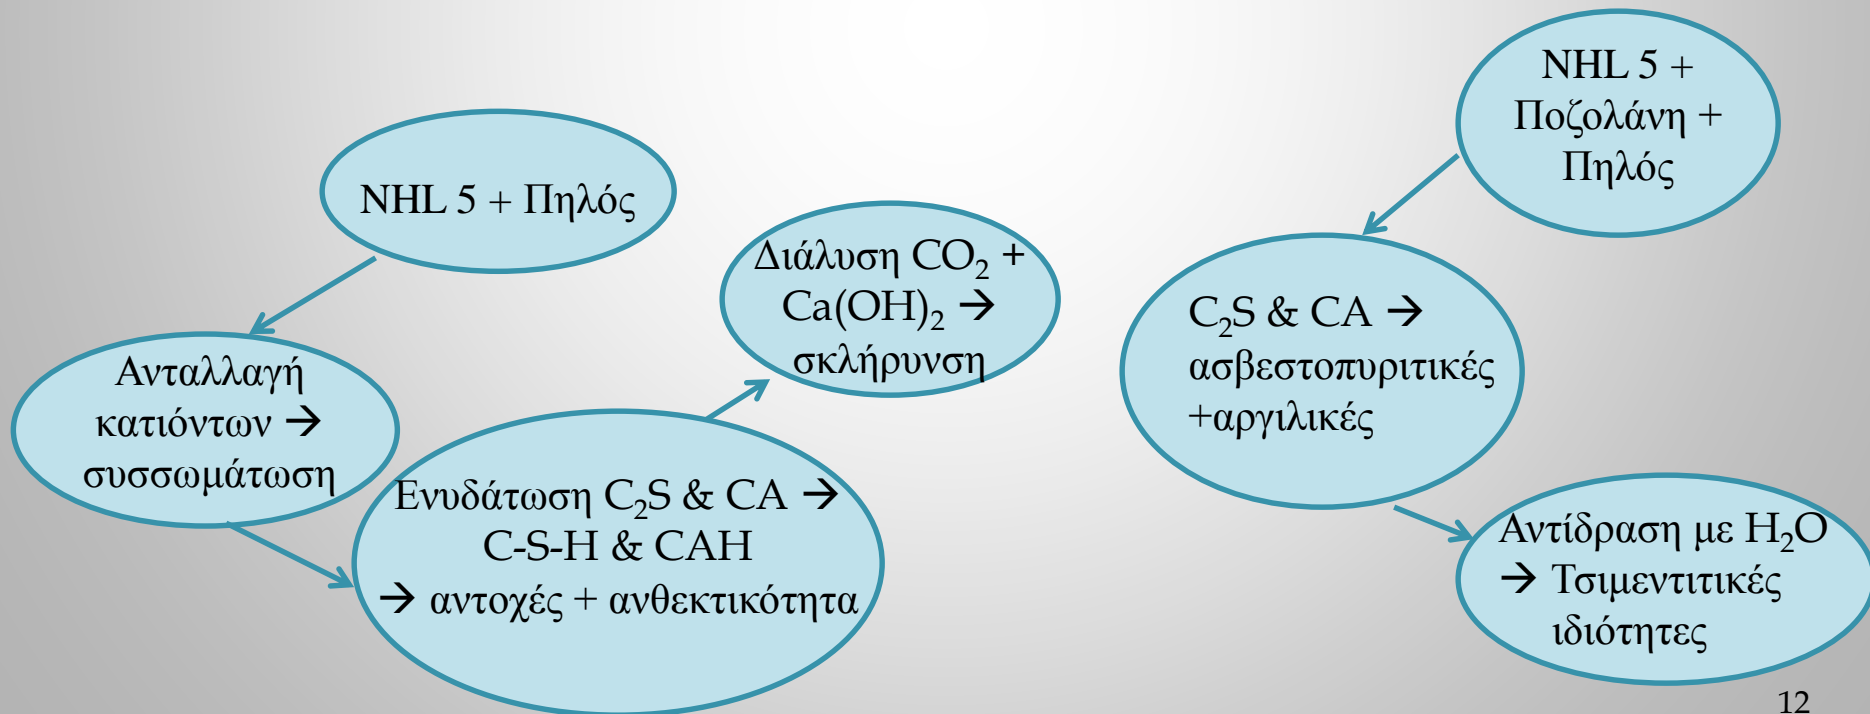 NHL 5 + Πηλός
Ανταλλαγή
κατιόντων →
συσσωμάτωση
Ενυδάτωση C₂S & CA →
C-S-H & CAH
→ αντοχές + ανθεκτικότητα
Διάλυση CO₂ +
Ca(OH)₂ →
σκλήρυνση
NHL 5 +
Ποζολάνη +
Πηλός
C₂S & CA →
ασβεστοπυριτικές
+αργιλικές
Αντίδραση με H₂O
→ Τσιμεντιτικές
ιδιότητες
12